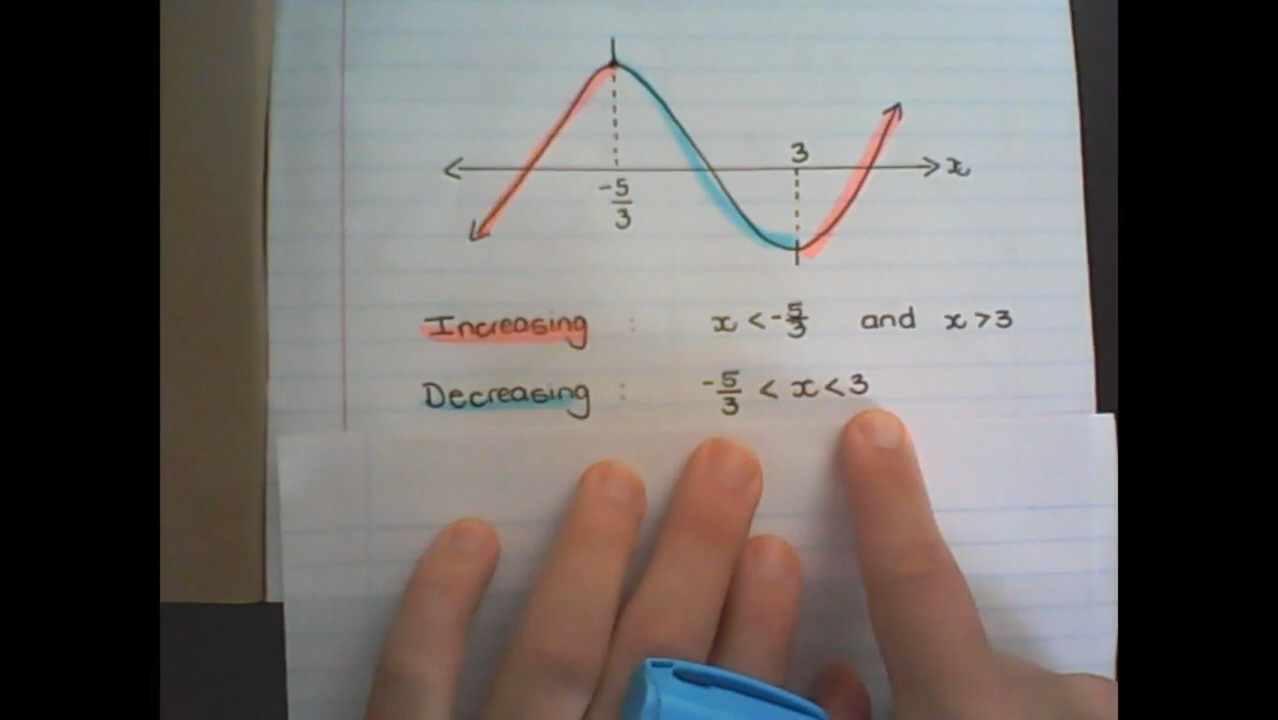 3
x
-5/3
Increasing : x < -5/3 and x > 3
Decreasing : -5/3 < x < 3